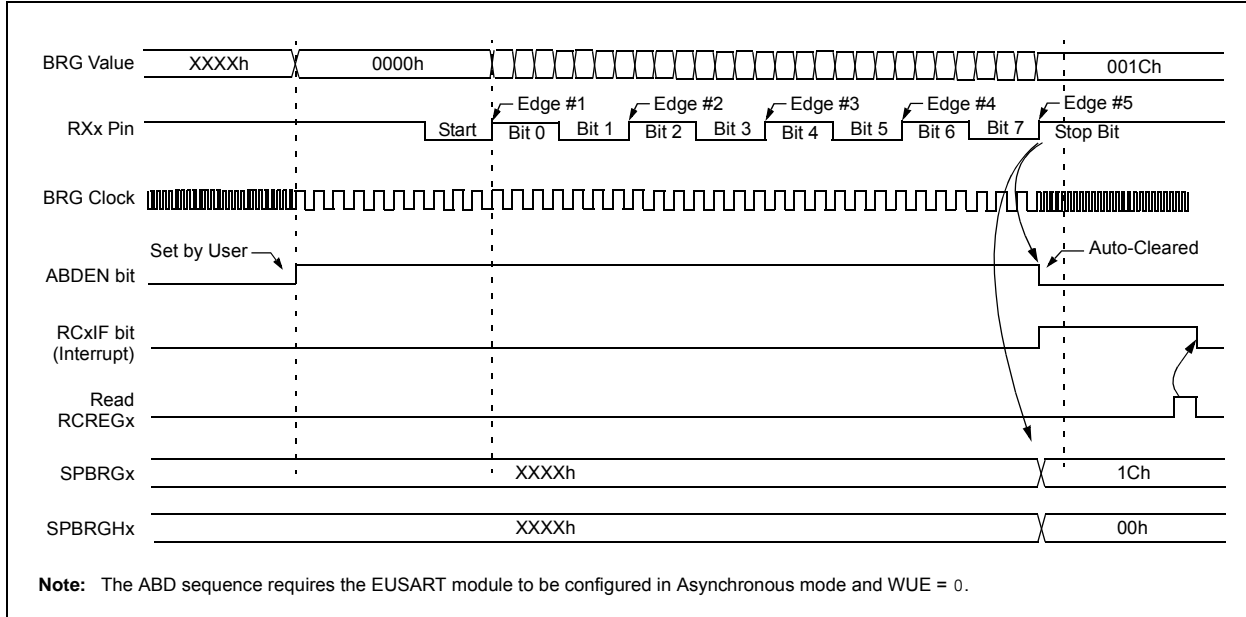 BRG Value XXXXh 0000h 001Ch
Edge #1 Edge #2 Edge #3 Edge #4 Edge #5
RXx Pin Start Bit 0 Bit 1 Bit 2 Bit 3 Bit 4 Bit 5 Bit 6 Bit 7 Stop Bit
BRG Clock
Set by User Auto-Cleared
ABDEN bit
RCxIF bit
(Interrupt)
Read
RCREGx
SPBRGx XXXXh 1Ch
SPBRGHx XXXXh 00h
Note: The ABD sequence requires the EUSART module to be configured in Asynchronous mode and WUE = 0.